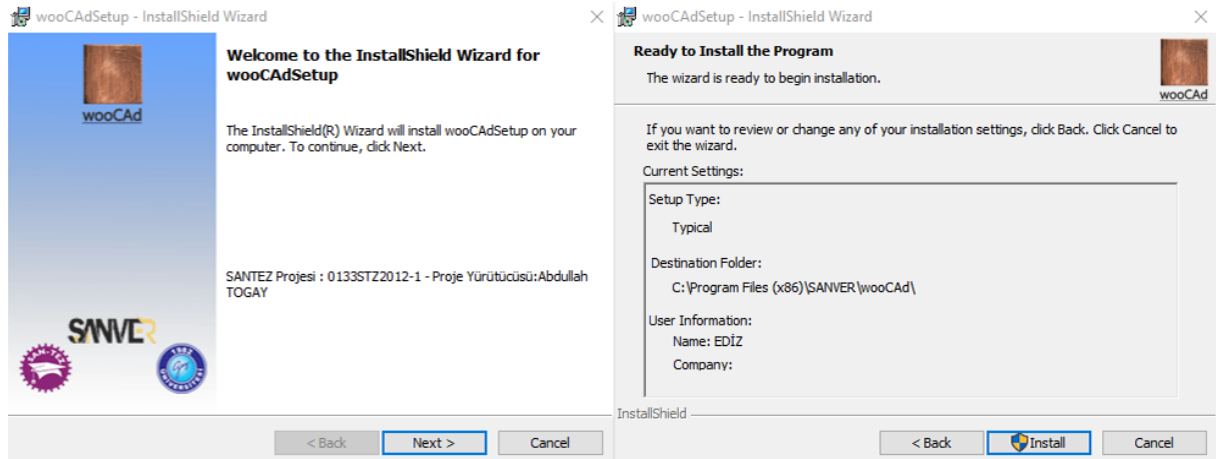 wooCAdSetup - InstallShield Wizard
wooCAd
Welcome to the InstallShield Wizard for
wooCAdSetup
The InstallShield(R) Wizard will install wooCAdSetup on your
computer. To continue, click Next.
SANTEZ Projesi : 0133STZ2012-1 - Proje Yürütücüsü:Abdullah
TOGAY
SANVER
< Back
Next >
Cancel
wooCAdSetup - InstallShield Wizard
Ready to Install the Program
The wizard is ready to begin installation.
wooCAd
If you want to review or change any of your installation settings, click Back. Click Cancel to
exit the wizard.
Current Settings:
Setup Type:
Typical
Destination Folder:
C:\Program Files (x86)\SANVER\wooCAd\
User Information:
Name: EDİZ
Company:
InstallShield
< Back
Install
Cancel